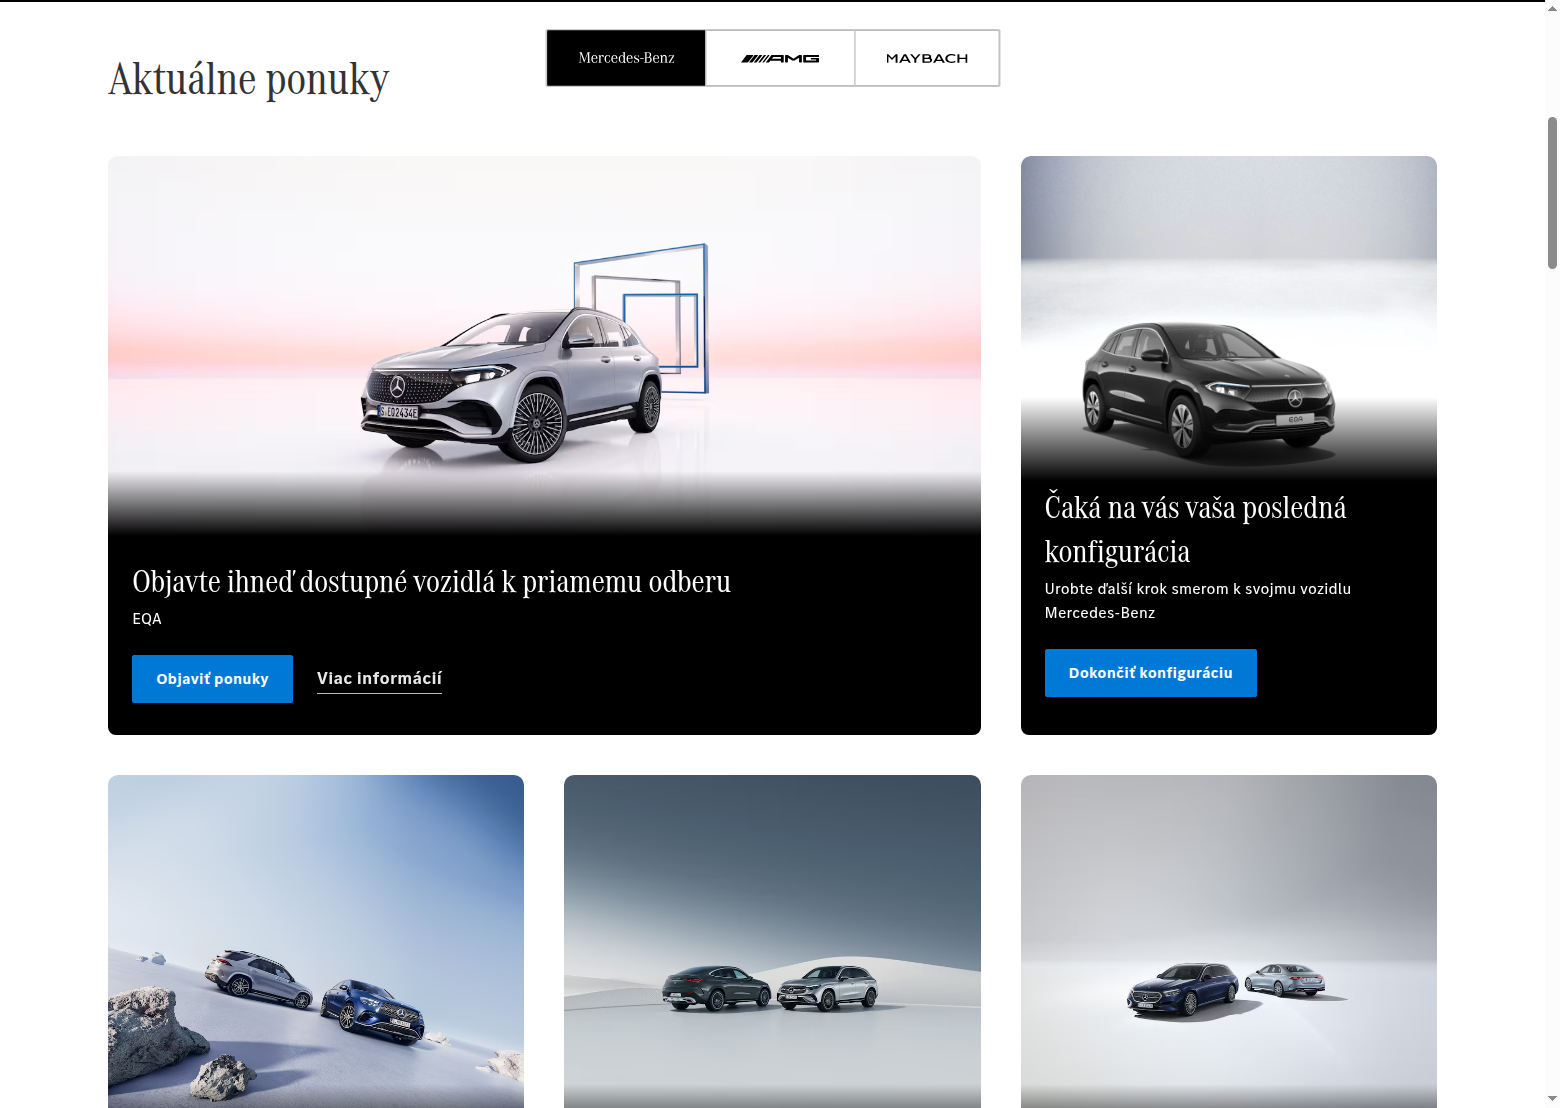 Aktuálne ponuky
Mercedes-Benz
AMG
MAYBACH
S:EQ2434E
EQA
Čaká na vás vaša posledná
konfigurácia
Urobte ďalší krok smerom k svojmu vozidlu
Mercedes-Benz
Dokončiť konfiguráciu
Objavte ihneď dostupné vozidlá k priamemu odberu
EQA
Objaviť ponuky
Viac informácií